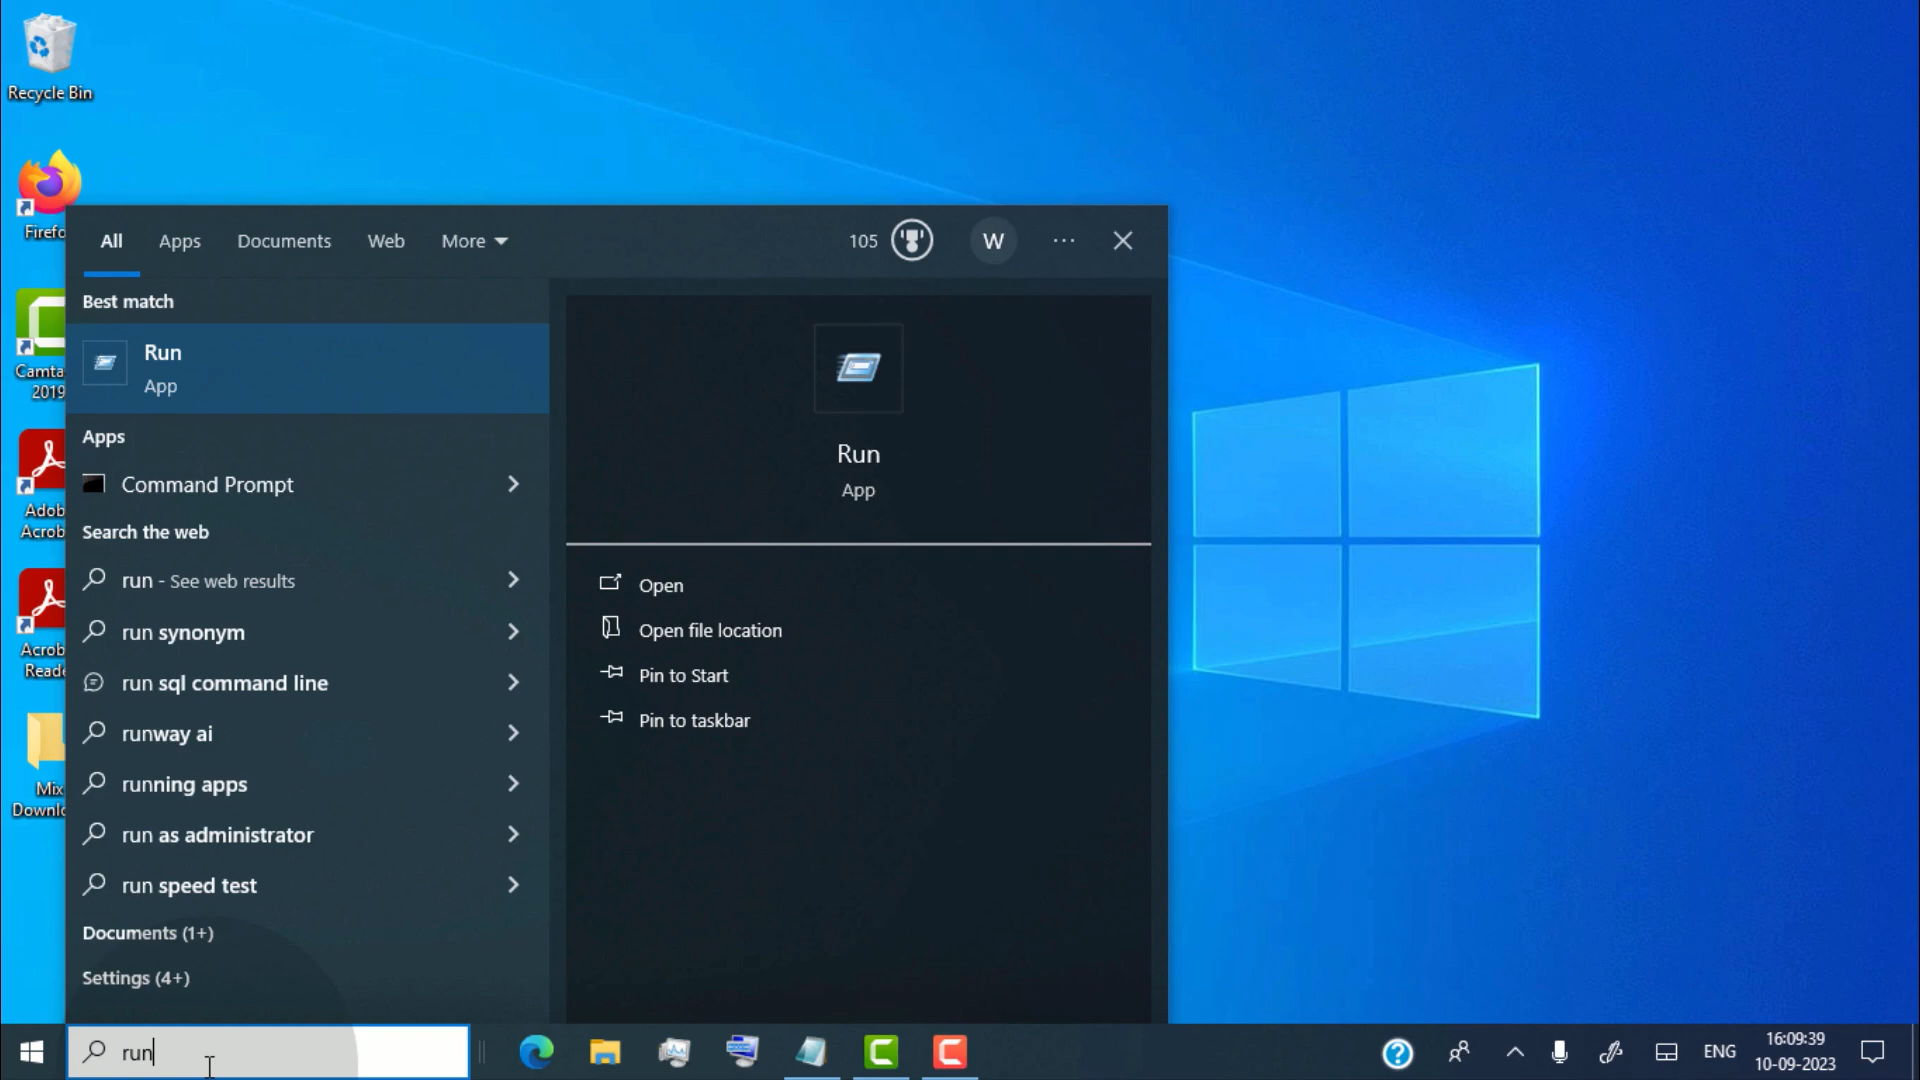 Recycle Bin
Firefo
Camta
2019
Adob
Acrob
Acrob
Reade
Mix
Downlo
All
Apps
Documents
Web
More
105
W
Best match
Run
App
Apps
Command Prompt
Search the web
run - See web results
run synonym
run sql command line
runway ai
running apps
run as administrator
run speed test
Documents (1+)
Settings (4+)
Run
App
Open
Open file location
Pin to Start
Pin to taskbar
run
ENG
16:09:39
10-09-2023